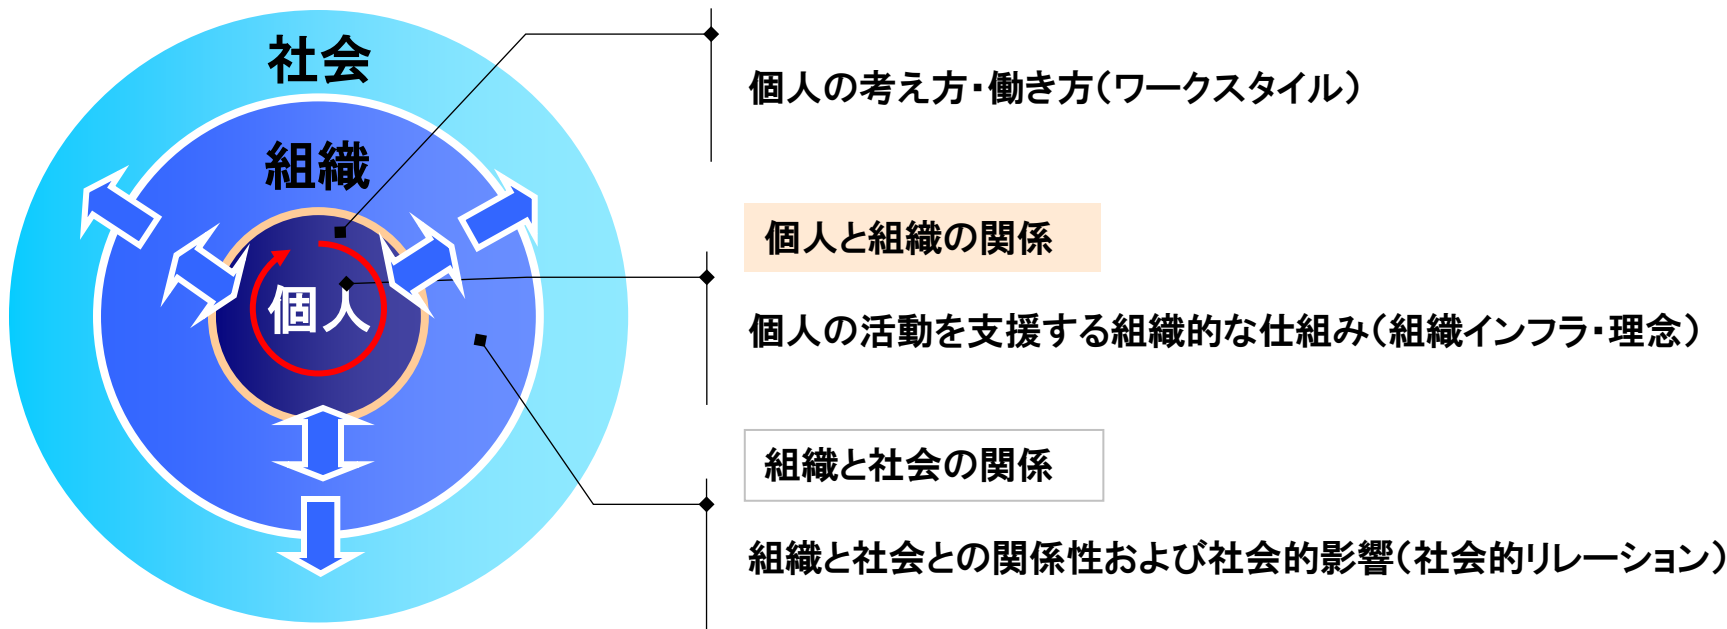 社会
組織
個人
個人の考え方・働き方(ワークスタイル)
個人と組織の関係
個人の活動を支援する組織的な仕組み(組織インフラ・理念)
組織と社会の関係
組織と社会との関係性および社会的影響(社会的リレーション)